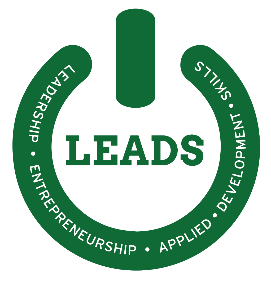 LEADS
LEADERSHIP • ENTREPRENEURSHIP • APPLIED • DEVELOPMENT • SKILLS